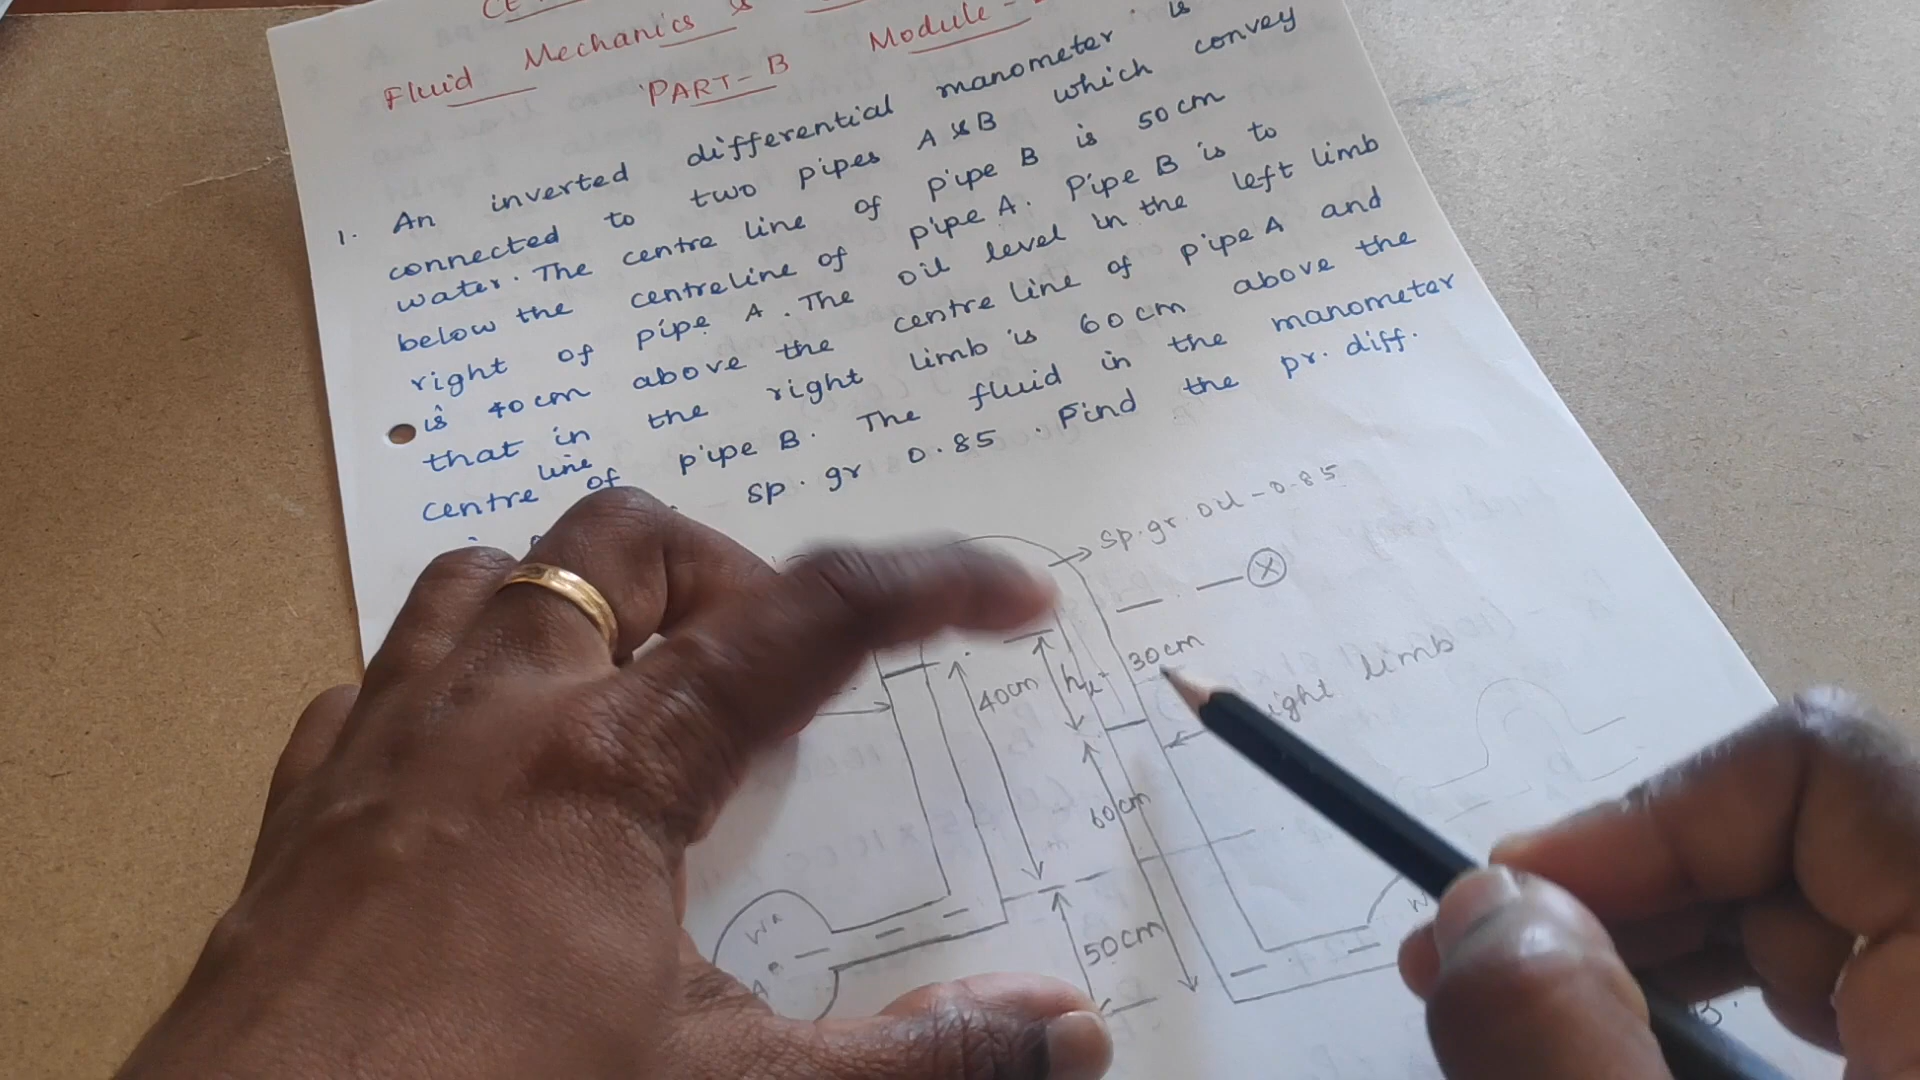 Fluid Mechanics &
PART-B Module -
1. An inverted differential manometer is
connected to two pipes A & B which convey
water. The centre line of pipe B is 50 cm
below the centreline of pipe A. Pipe B is to
right of pipe A. The oil level in the left limb
is 40 cm above the centre line of pipe A and
that in the right limb is 60 cm above the
centre line of pipe B. The fluid in the manometer
sp. gr 0.85. Find the pr. diff.
sp. gr. oil - 0.85
X
30cm
40cm
limb
60cm
50cm
A
B.